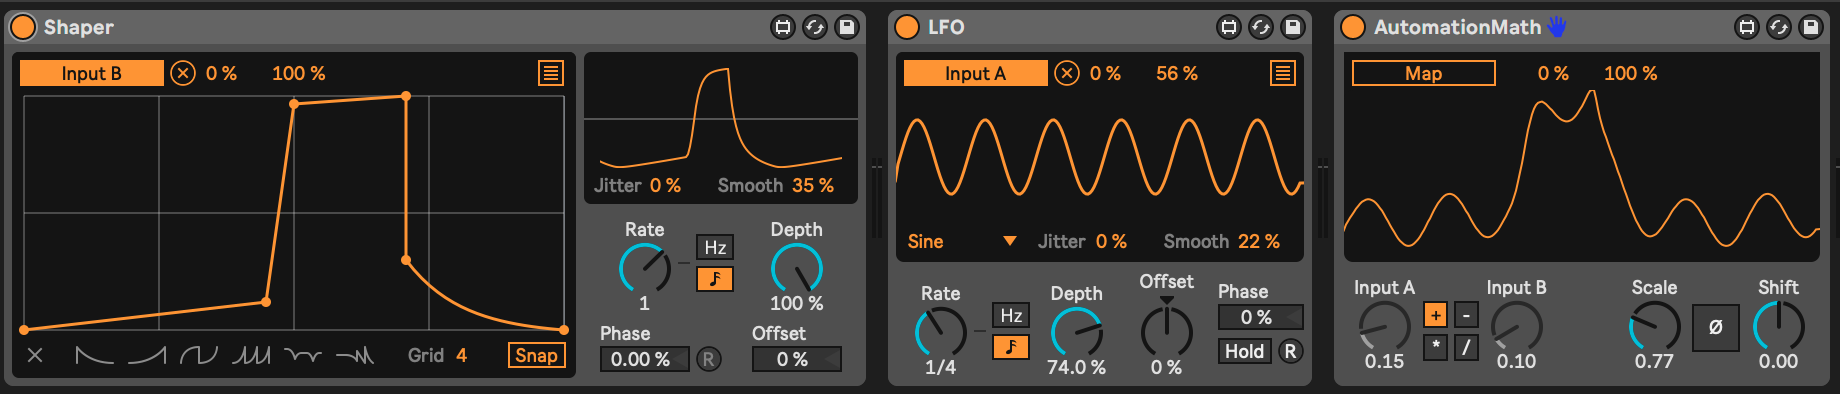 Shaper
Input B 0 % 100 %
Jitter 0 % Smooth 35 %
Rate
Hz
1
Depth
100 %
Phase
0.00 % R
Offset
0 %
Grid 4 Snap
LFO
Input A 0 % 56 %
Sine Jitter 0 % Smooth 22 %
Rate
Hz
1/4
Depth
74.0 %
Offset
0 %
Phase
0 %
Hold R
AutomationMath
Map 0 % 100 %
Input A
0.15
+ -
* /
Input B
0.10
Scale
0.77
Ø
Shift
0.00